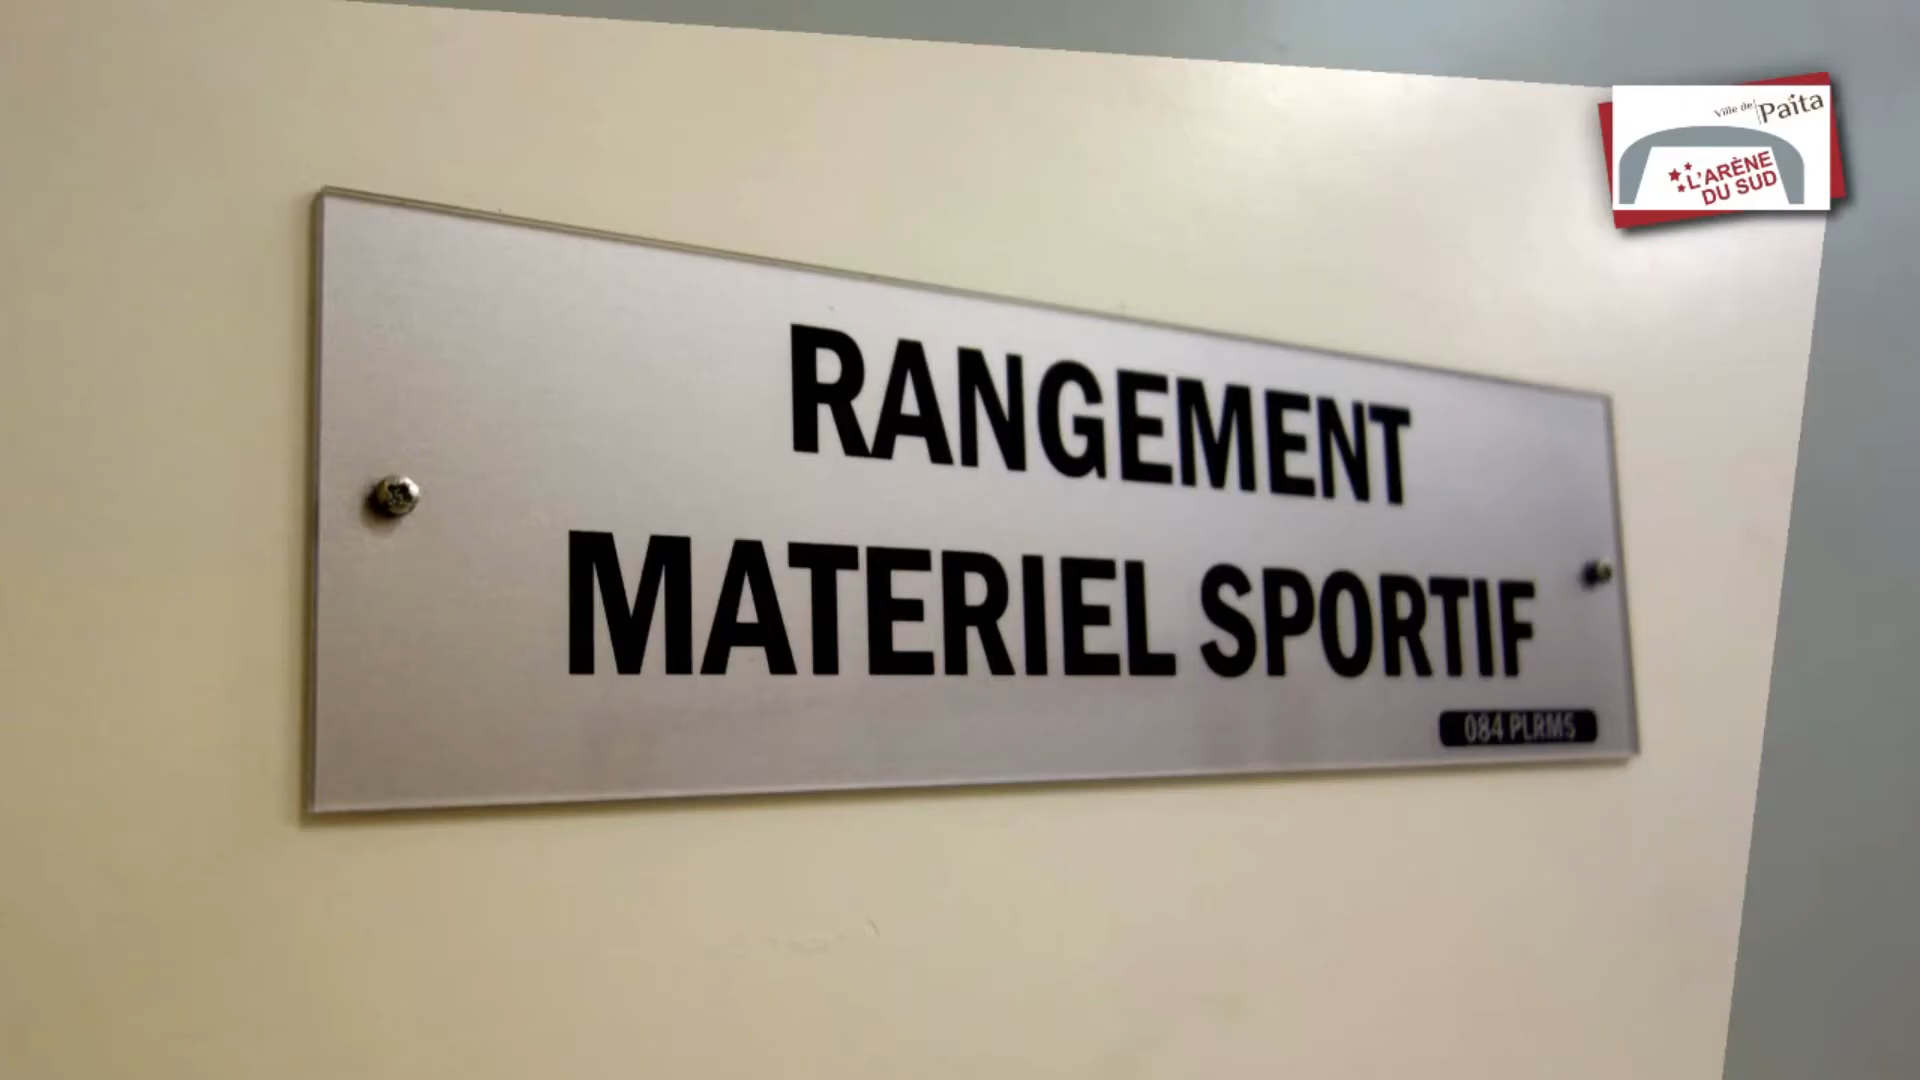 Ville de Païta
L'ARÈNE
DU SUD
RANGEMENT
MATERIEL SPORTIF
084 PLRMS